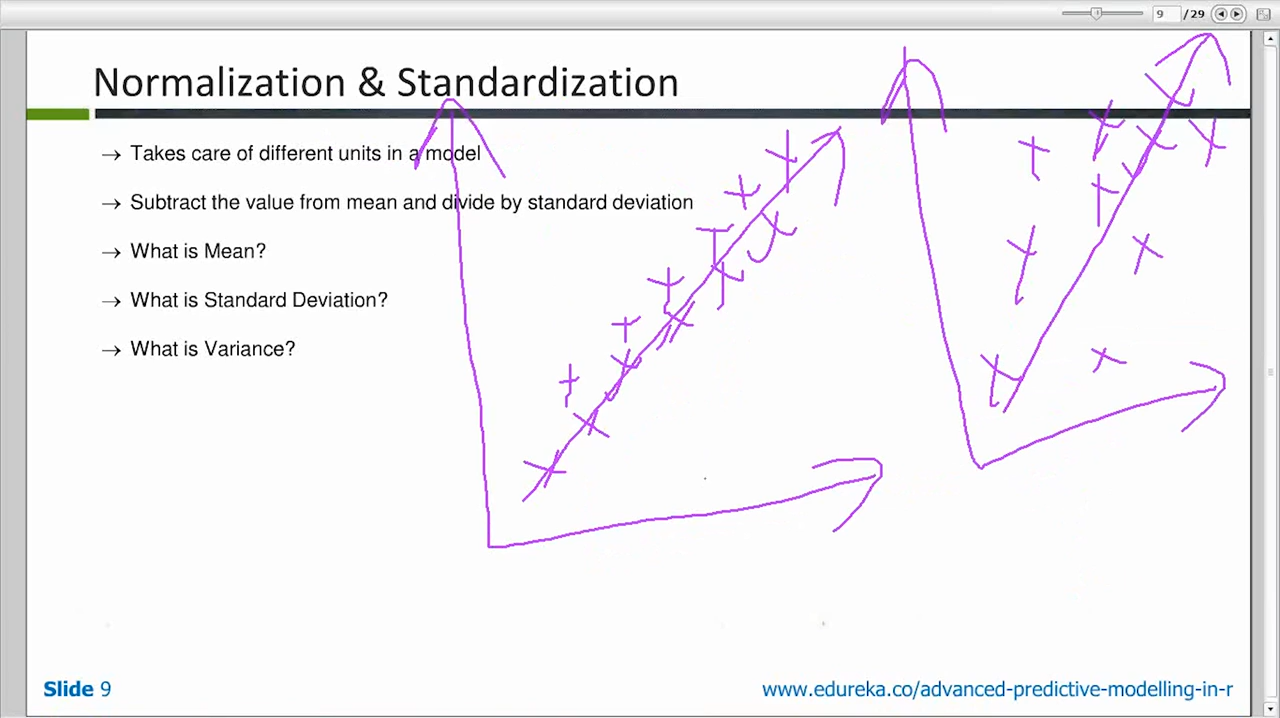 9 /29
Normalization & Standardization
→ Takes care of different units in a model
→ Subtract the value from mean and divide by standard deviation
→ What is Mean?
→ What is Standard Deviation?
→ What is Variance?
Slide 9
www.edureka.co/advanced-predictive-modelling-in-r